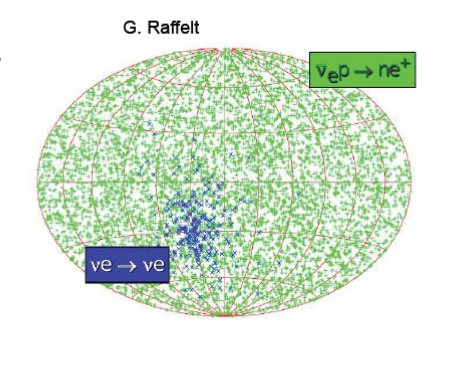 G. Raffelt
ν̄ₑp → ne⁺
νe → νe